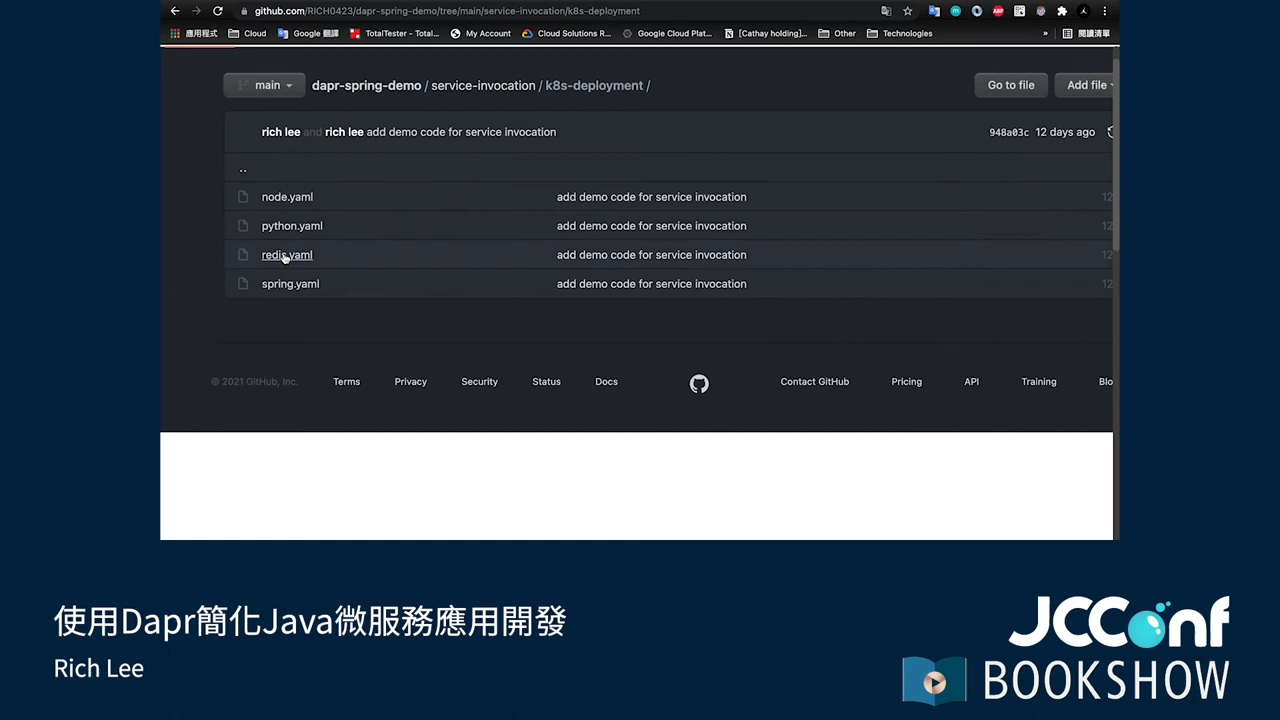 github.com/RICH0423/dapr-spring-demo/tree/main/service-invocation/k8s-deployment
應用程式 Cloud Google 翻譯 TotalTester - Total... My Account Cloud Solutions R... Google Cloud Plat... [Cathay holding]... Other Technologies » 閱讀清單
main dapr-spring-demo / service-invocation / k8s-deployment / Go to file Add file
rich lee and rich lee add demo code for service invocation 948a03c 12 days ago
..
node.yaml add demo code for service invocation 12
python.yaml add demo code for service invocation 12
redis.yaml add demo code for service invocation 12
spring.yaml add demo code for service invocation 12
© 2021 GitHub, Inc. Terms Privacy Security Status Docs Contact GitHub Pricing API Training Blo
使用Dapr簡化Java微服務應用開發
Rich Lee
JCConf
BOOKSHOW